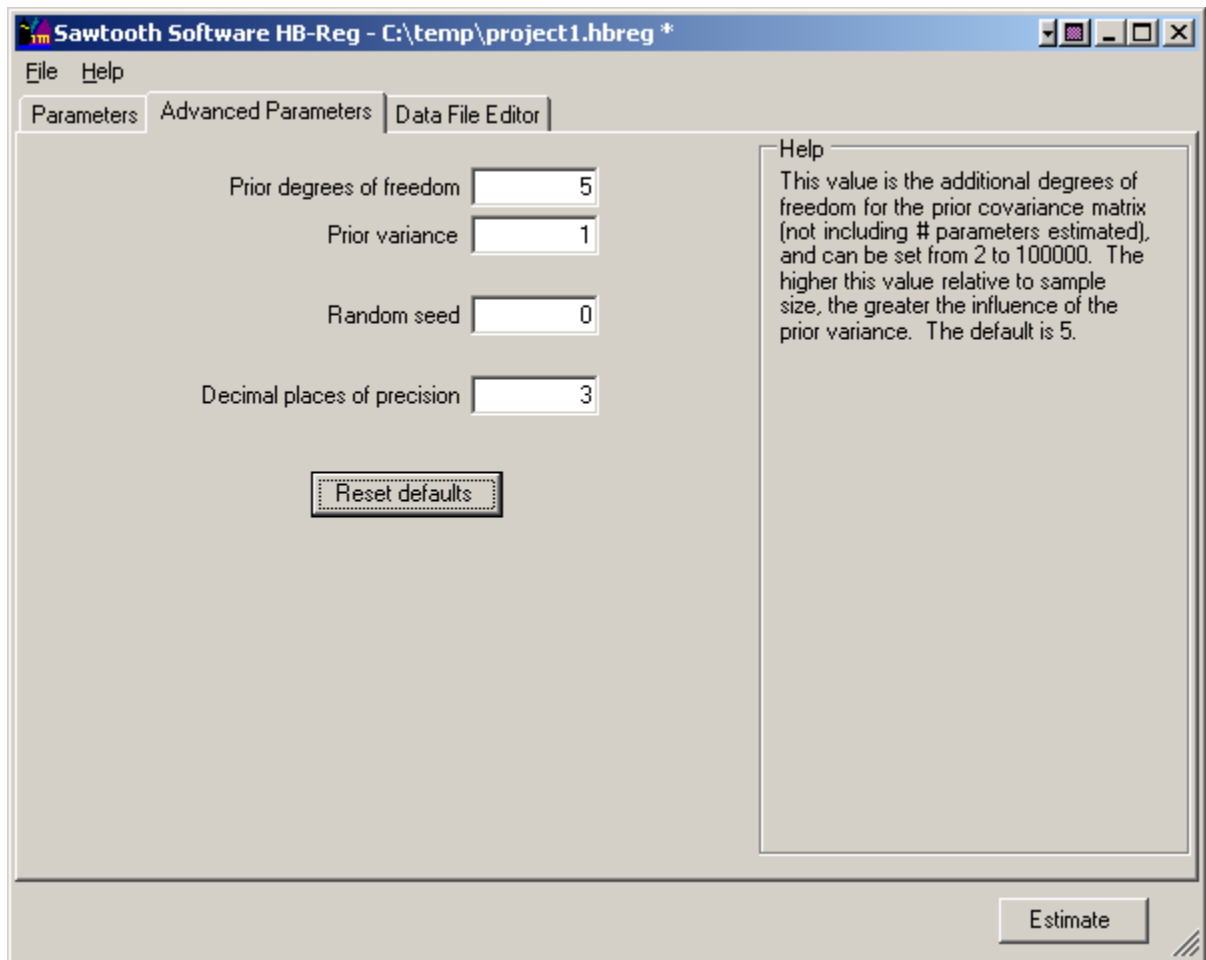 Sawtooth Software HB-Reg - C:\temp\project1.hbreg *
File Help
Parameters Advanced Parameters Data File Editor
Prior degrees of freedom 5
Prior variance 1
Random seed 0
Decimal places of precision 3
Reset defaults
Help
This value is the additional degrees of
freedom for the prior covariance matrix
(not including # parameters estimated),
and can be set from 2 to 100000. The
higher this value relative to sample
size, the greater the influence of the
prior variance. The default is 5.
Estimate